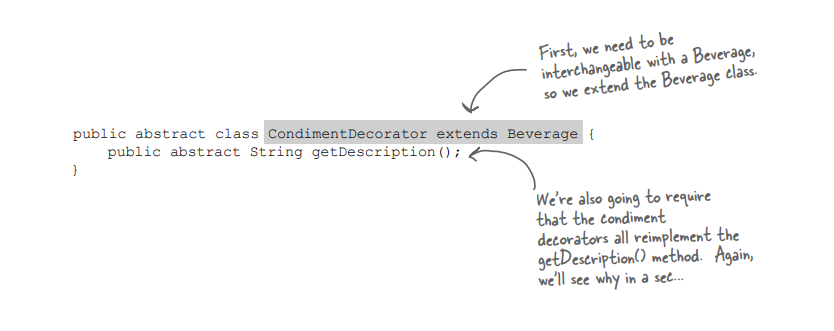 First, we need to be
interchangeable with a Beverage,
so we extend the Beverage class.
public abstract class CondimentDecorator extends Beverage {
    public abstract String getDescription();
}
We're also going to require
that the condiment
decorators all reimplement the
getDescription() method.  Again,
we'll see why in a sec...